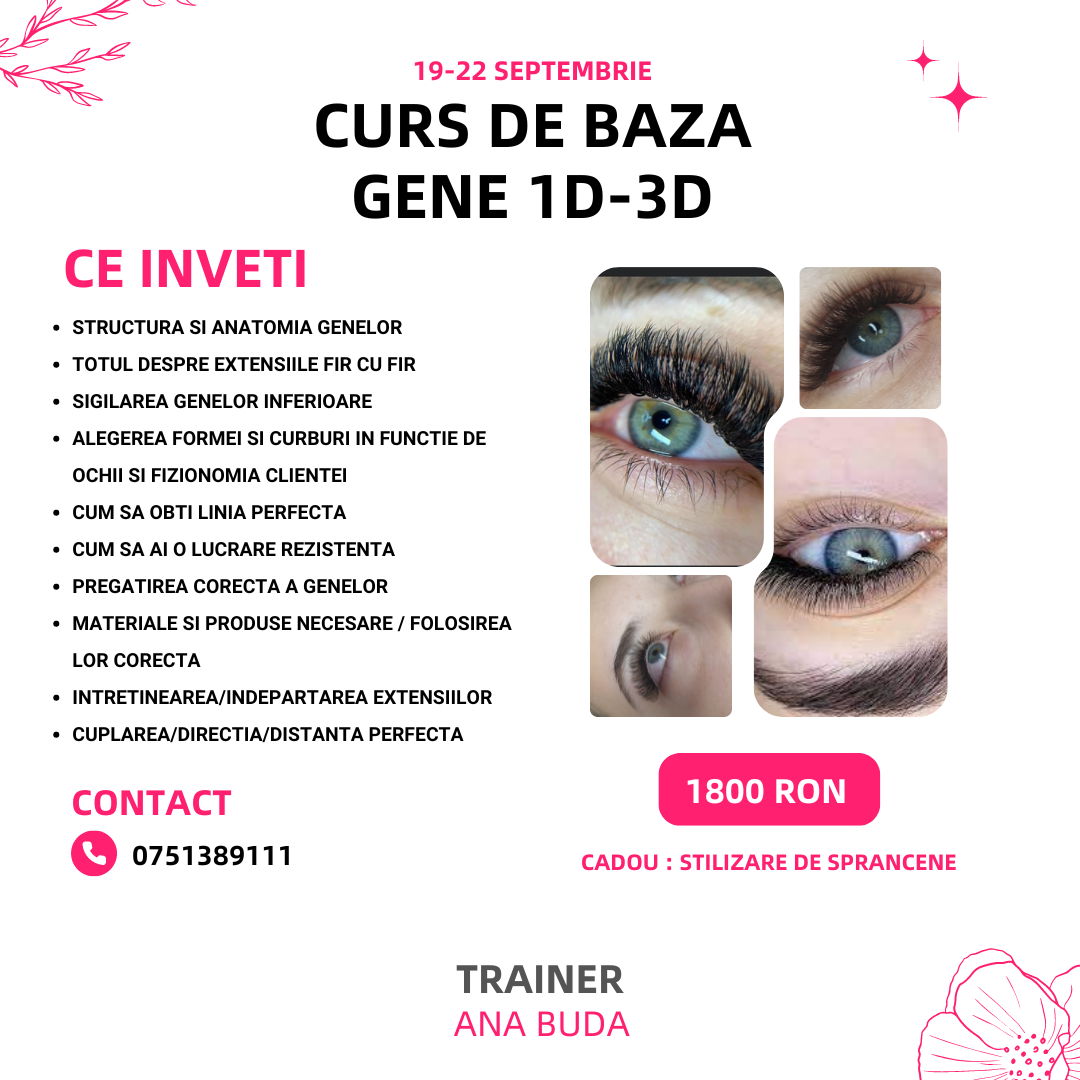 19-22 SEPTEMBRIE
CURS DE BAZA
GENE 1D-3D
CE INVETI
• STRUCTURA SI ANATOMIA GENELOR
• TOTUL DESPRE EXTENSIILE FIR CU FIR
• SIGILAREA GENELOR INFERIOARE
• ALEGEREA FORMEI SI CURBURI IN FUNCTIE DE
OCHII SI FIZIONOMIA CLIENTEI
• CUM SA OBTI LINIA PERFECTA
• CUM SA AI O LUCRARE REZISTENTA
• PREGATIREA CORECTA A GENELOR
• MATERIALE SI PRODUSE NECESARE / FOLOSIREA
LOR CORECTA
• INTRETINEAREA/INDEPARTAREA EXTENSIILOR
• CUPLAREA/DIRECTIA/DISTANTA PERFECTA
CONTACT
0751389111
1800 RON
CADOU : STILIZARE DE SPRANCENE
TRAINER
ANA BUDA